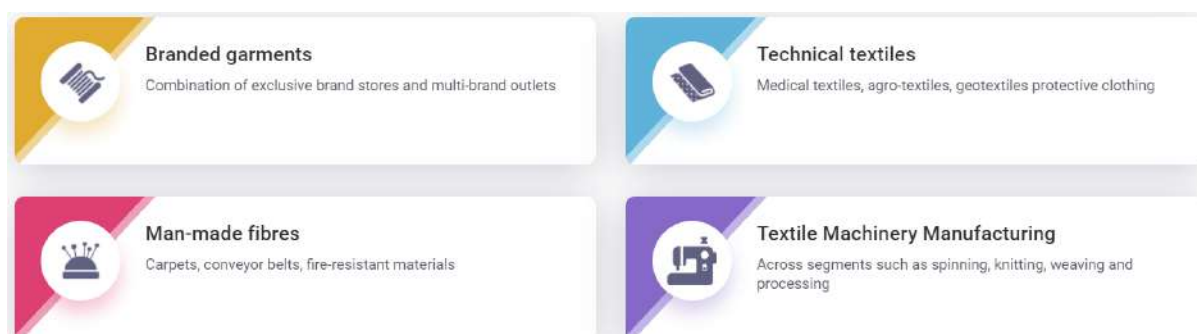 Branded garments
Combination of exclusive brand stores and multi-brand outlets
Technical textiles
Medical textiles, agro-textiles, geotextiles protective clothing
Man-made fibres
Carpets, conveyor belts, fire-resistant materials
Textile Machinery Manufacturing
Across segments such as spinning, knitting, weaving and
processing